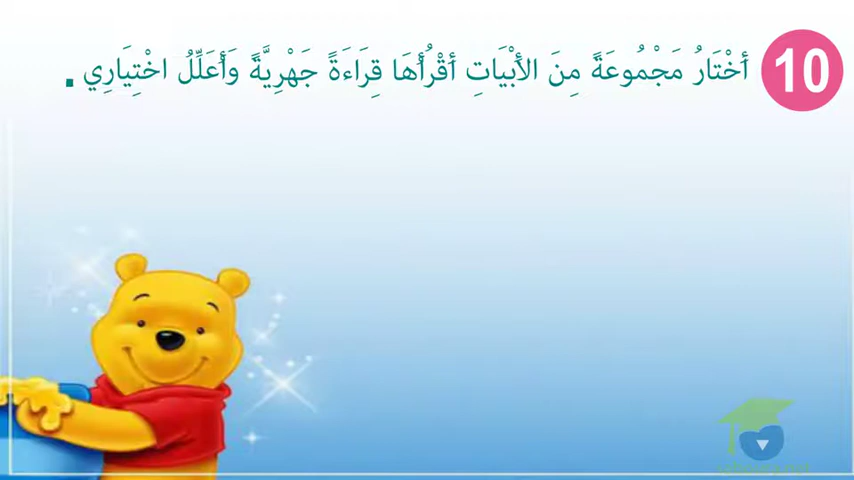 10 أَخْتَارُ مَجْمُوعَةً مِنَ الأَبْيَاتِ أَقْرَأُهَا قِرَاءَةً جَهْرِيَّةً وَأُعَلِّلُ اخْتِيَارِي .